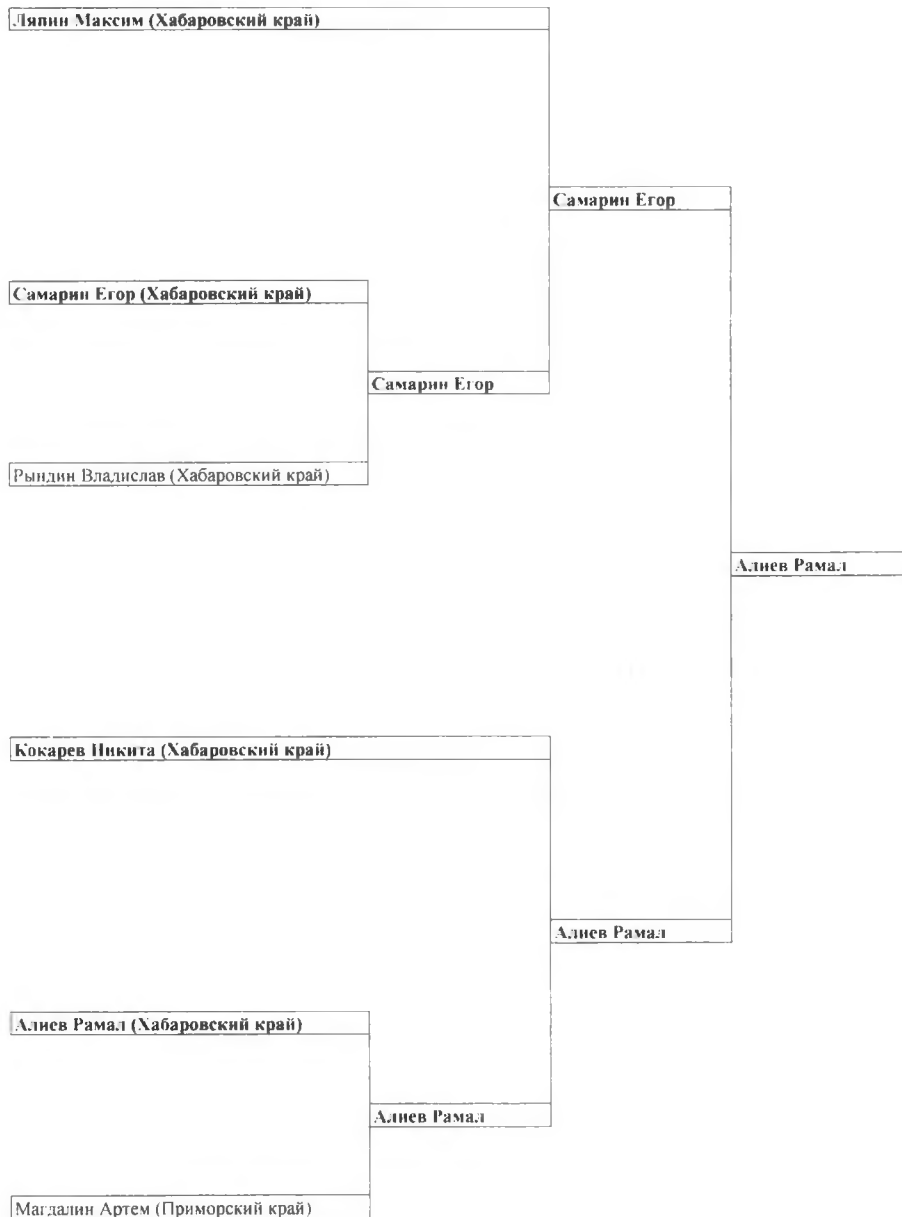 Ляпин Максим (Хабаровский край)
Самарин Егор
Самарин Егор (Хабаровский край)
Самарин Егор
Рындин Владислав (Хабаровский край)
Алиев Рамал
Кокарев Никита (Хабаровский край)
Алиев Рамал
Алиев Рамал (Хабаровский край)
Алиев Рамал
Магдалин Артем (Приморский край)